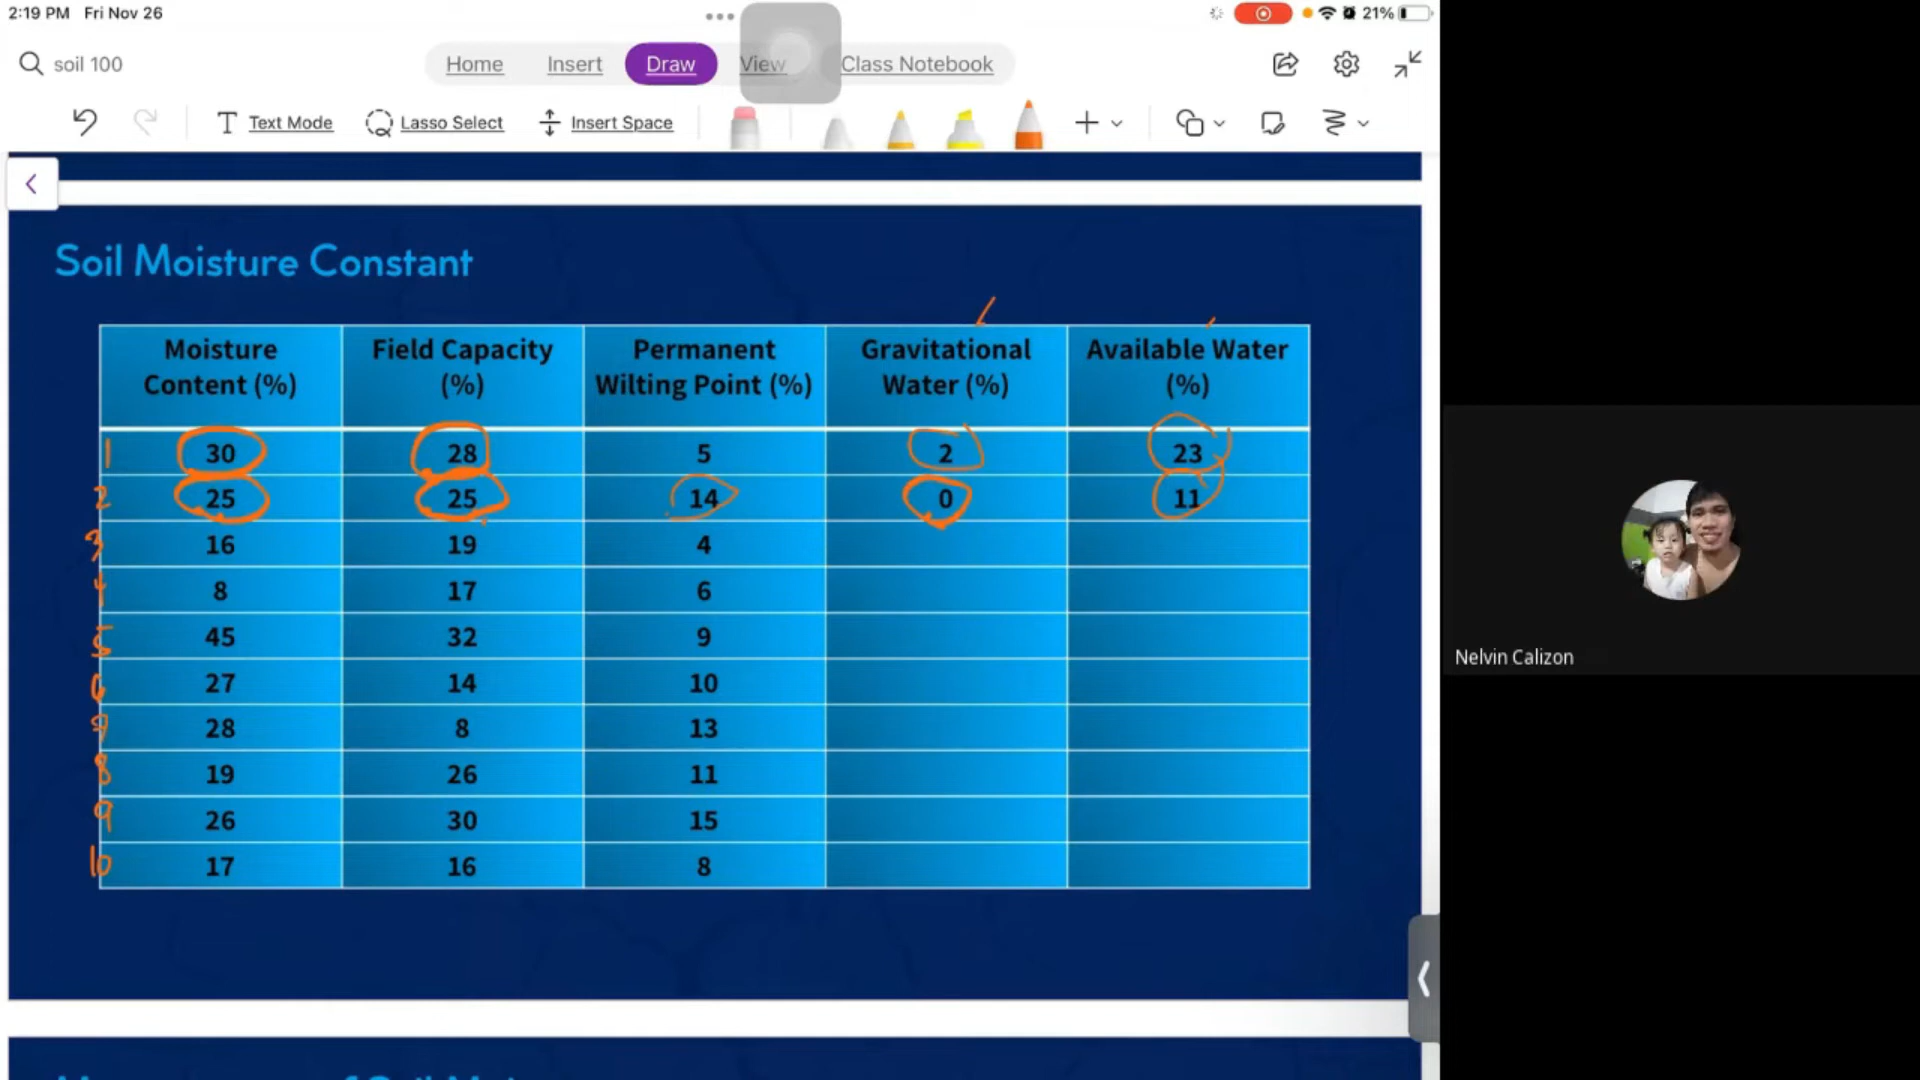 2:19 PM Fri Nov 26
21%
soil 100
Home Insert Draw View Class Notebook
Text Mode Lasso Select Insert Space
Soil Moisture Constant
Moisture Content (%) Field Capacity (%) Permanent Wilting Point (%) Gravitational Water (%) Available Water (%)
1 30 28 5 2 23
2 25 25 14 0 11
3 16 19 4
4 8 17 6
5 45 32 9
6 27 14 10
7 28 8 13
8 19 26 11
9 26 30 15
10 17 16 8
Nelvin Calizon